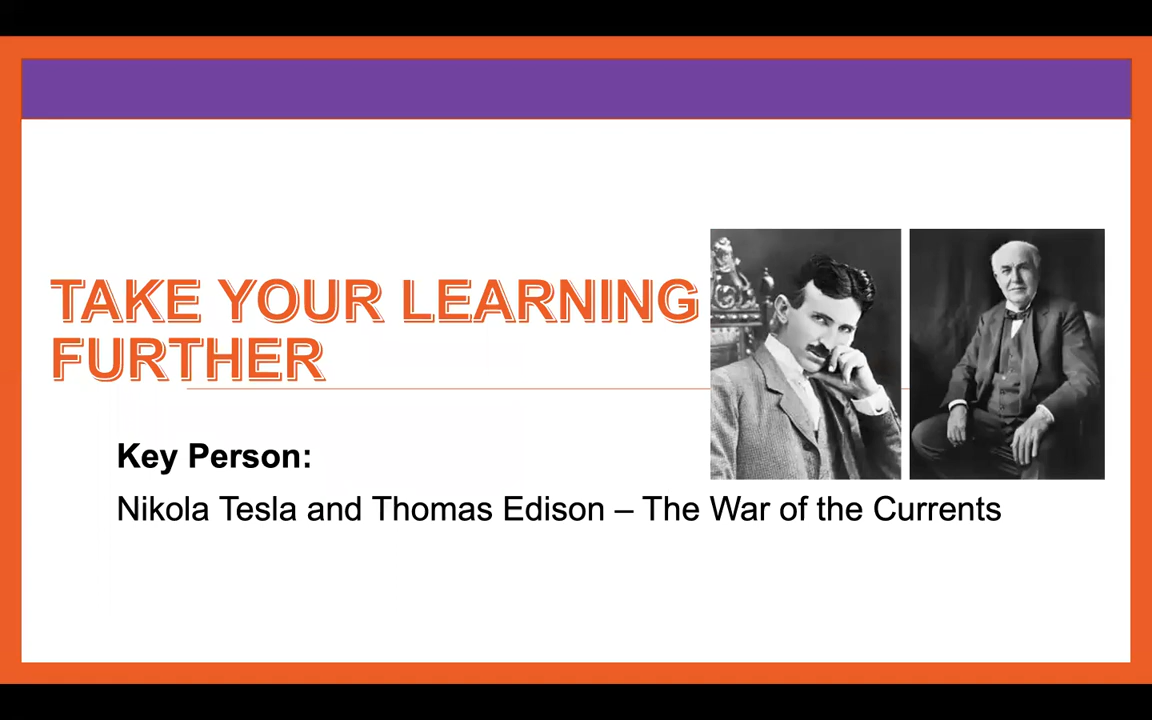 TAKE YOUR LEARNING
FURTHER
Key Person:
Nikola Tesla and Thomas Edison – The War of the Currents